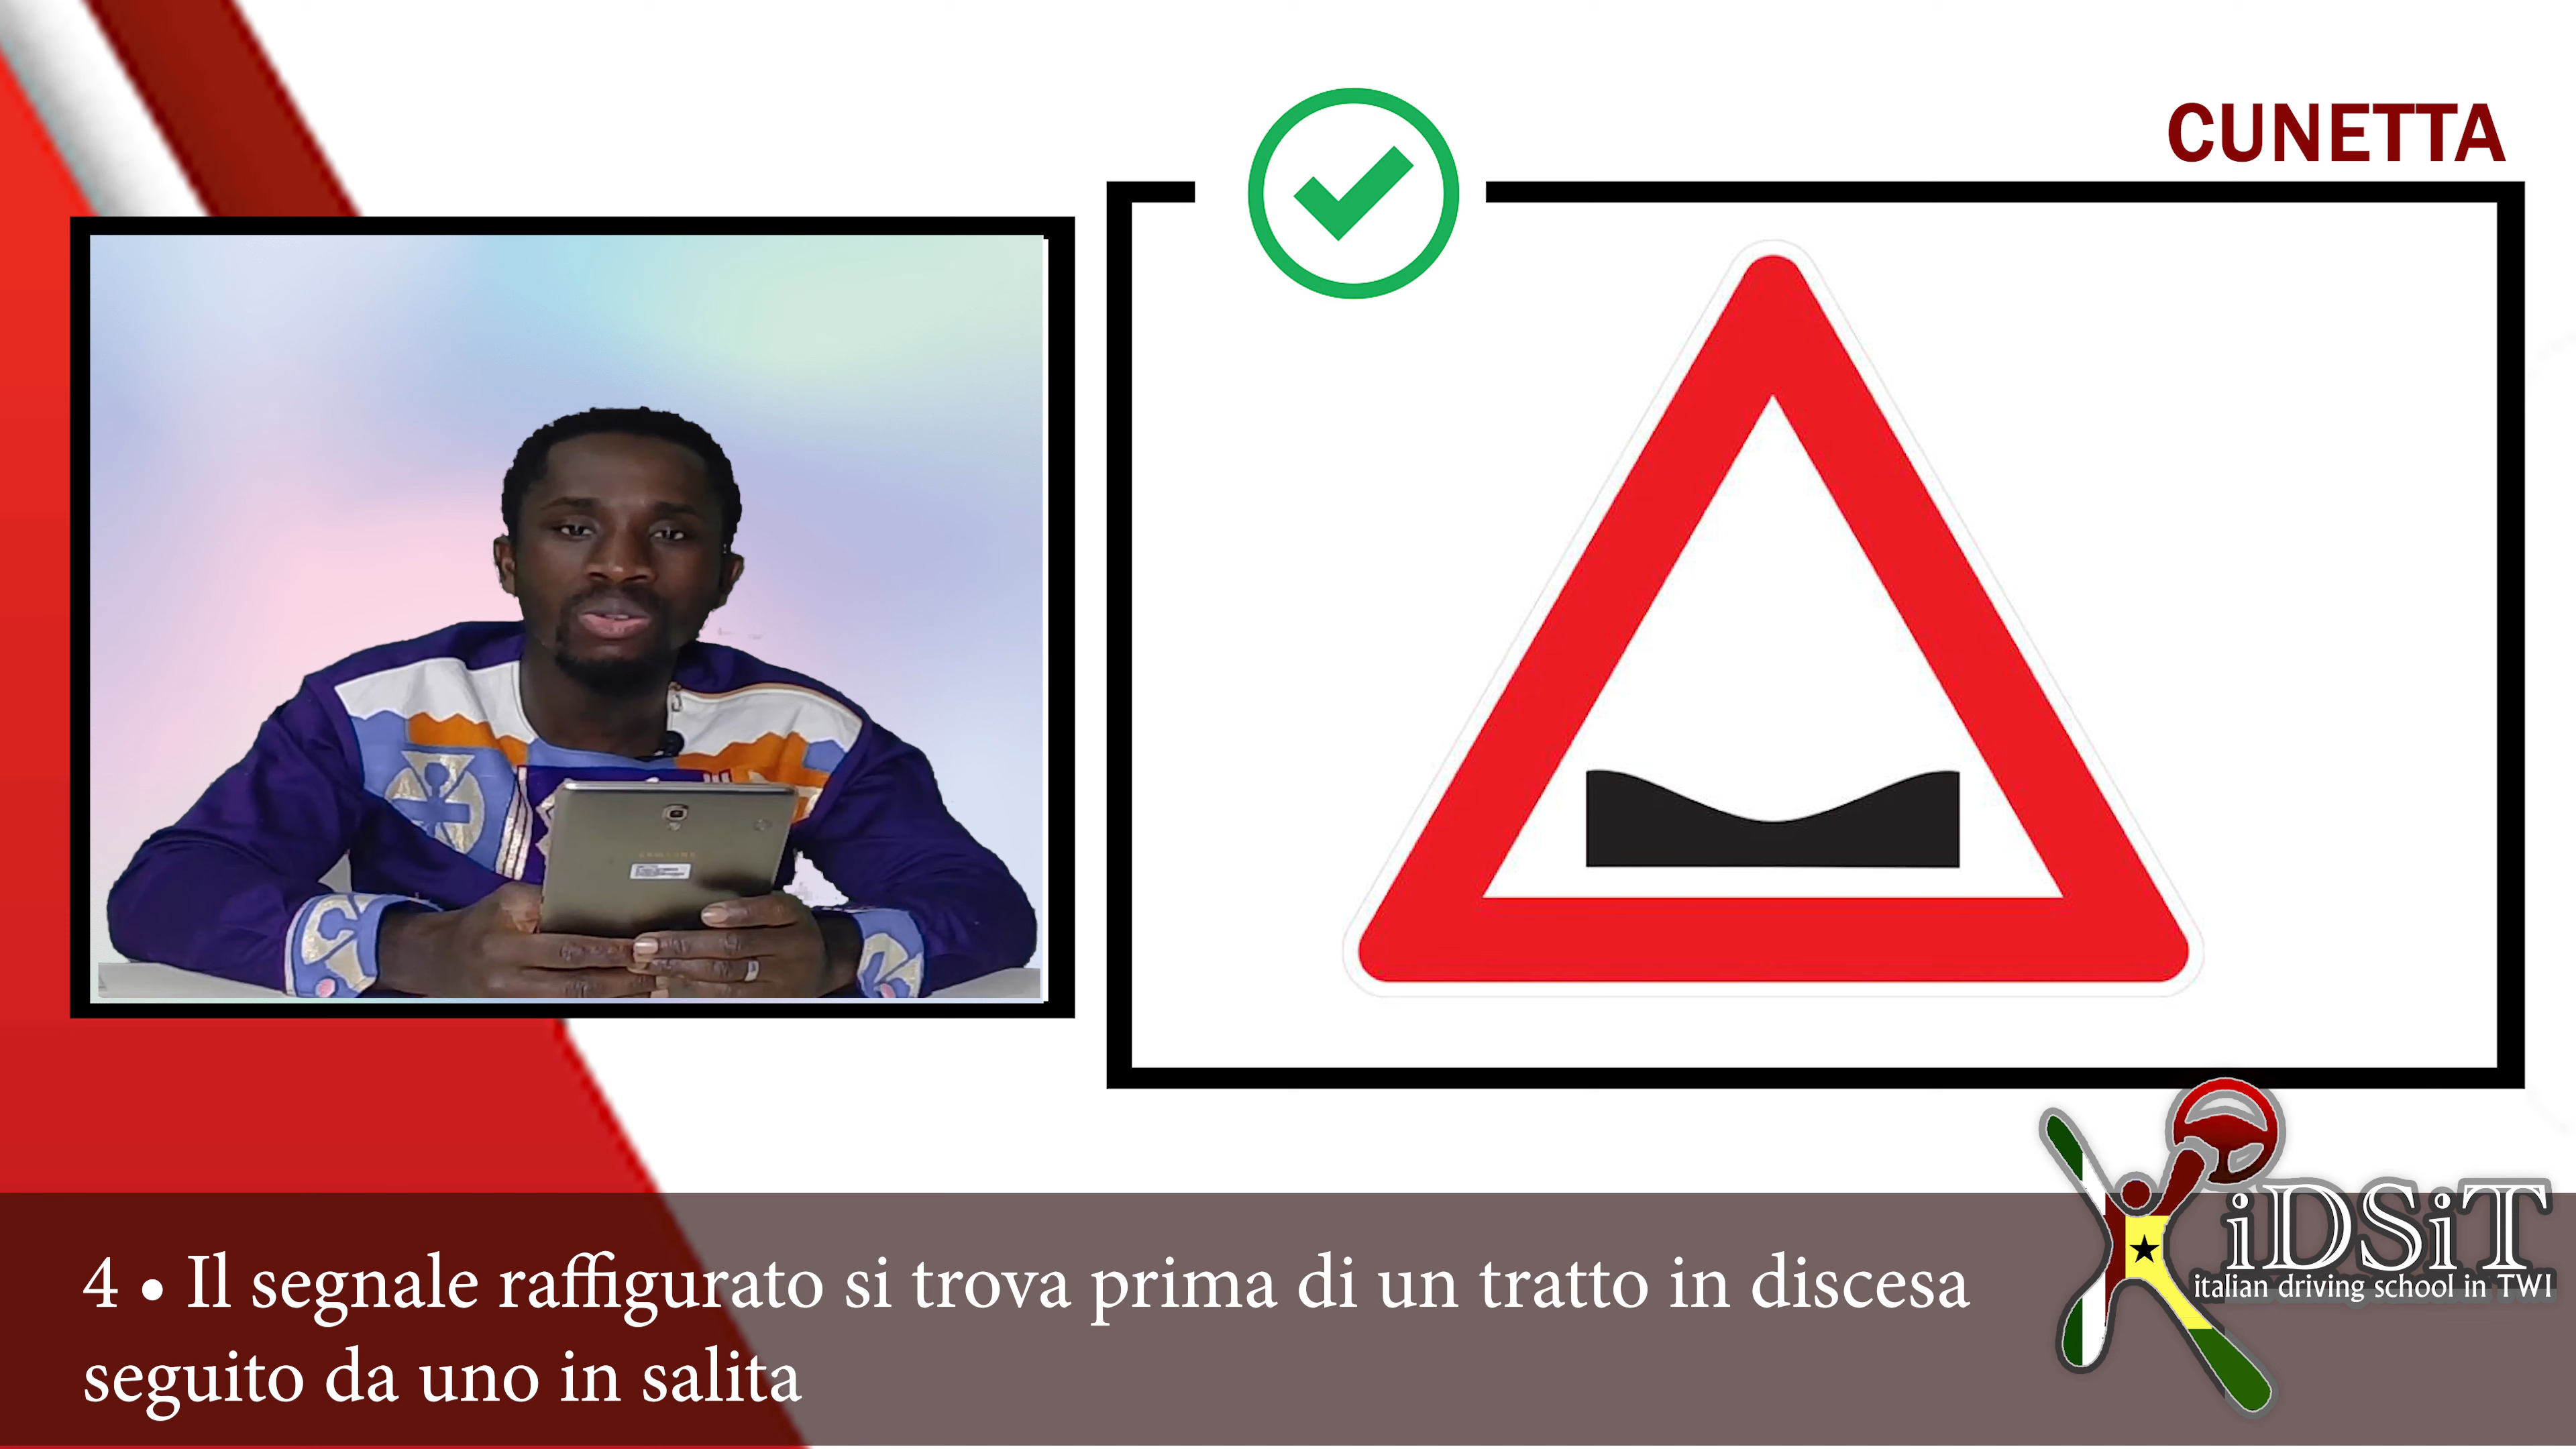 CUNETTA
SAMSUNG
4 • Il segnale raffigurato si trova prima di un tratto in discesa
seguito da uno in salita
iDSiT
italian driving school in TWI